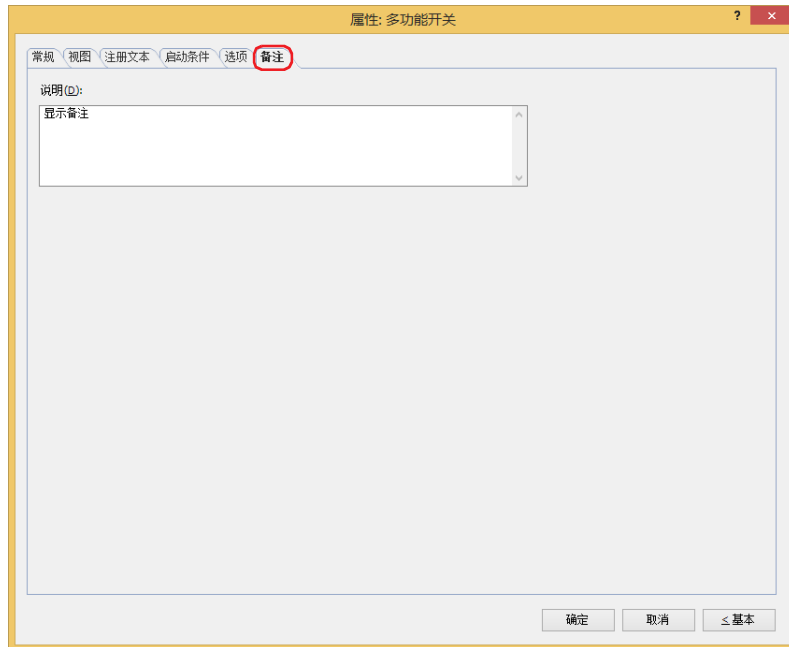 属性: 多功能开关
?
×
常规 视图 注册文本 启动条件 选项 备注
说明(D):
显示备注
确定 取消 ≤基本